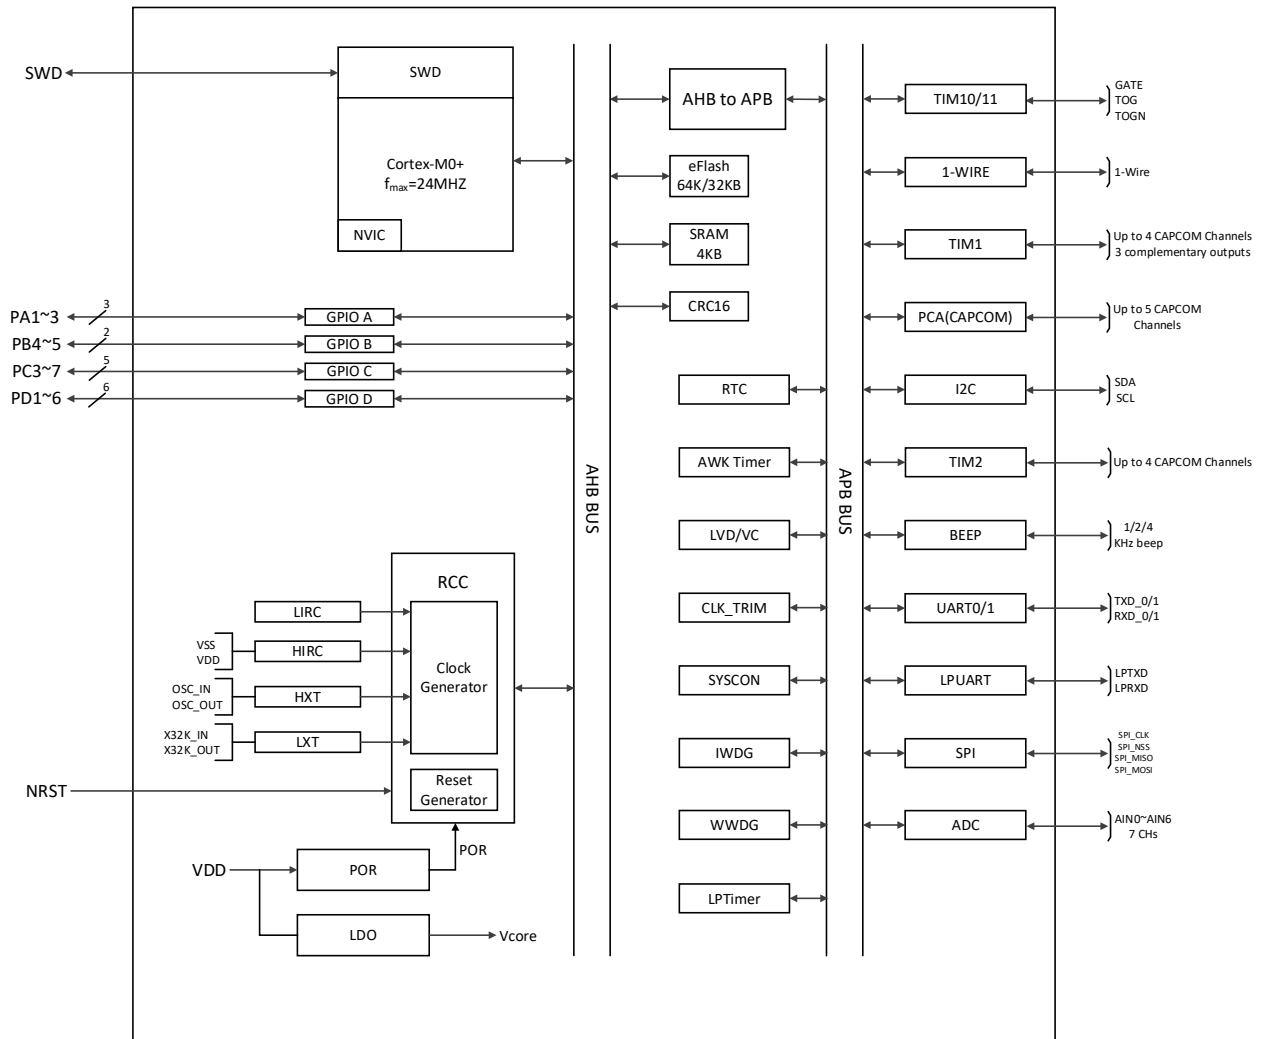 SWD
SWD
Cortex-M0+
fmax=24MHZ
NVIC
PA1~3
3
GPIO A
PB4~5
2
GPIO B
PC3~7
5
GPIO C
PD1~6
6
GPIO D
RCC
LIRC
VSS
VDD
HIRC
OSC_IN
OSC_OUT
HXT
X32K_IN
X32K_OUT
LXT
Clock
Generator
NRST
Reset
Generator
POR
VDD
POR
LDO
Vcore
AHB BUS
AHB to APB
eFlash
64K/32KB
SRAM
4KB
CRC16
RTC
AWK Timer
LVD/VC
CLK_TRIM
SYSCON
IWDG
WWDG
LPTimer
APB BUS
TIM10/11
GATE
TOG
TOGN
1-WIRE
1-Wire
TIM1
Up to 4 CAPCOM Channels
3 complementary outputs
PCA(CAPCOM)
Up to 5 CAPCOM
Channels
I2C
SDA
SCL
TIM2
Up to 4 CAPCOM Channels
BEEP
1/2/4
KHz beep
UART0/1
TXD_0/1
RXD_0/1
LPUART
LPTXD
LPRXD
SPI
SPI_CLK
SPI_NSS
SPI_MISO
SPI_MOSI
ADC
AIN0~AIN6
7 CHs